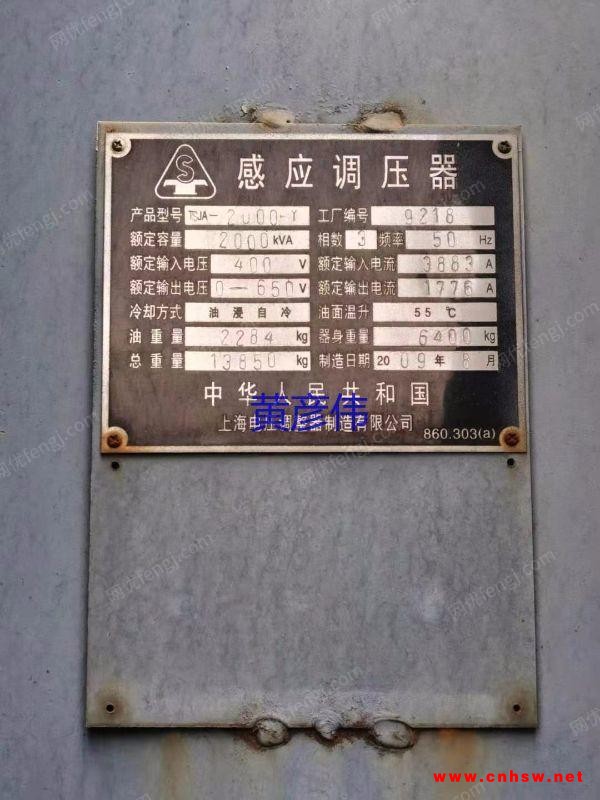 S
感应调压器
产品型号 TSJA-2000-Y 工厂编号 9218
额定容量 2000 kVA 相数 3 频率 50 Hz
额定输入电压 400 V 额定输入电流 3883 A
额定输出电压 0—650 V 额定输出电流 1776 A
冷却方式 油浸自冷 油面温升 55 ℃
油重量 2284 kg 器身重量 6400 kg
总重量 13850 kg 制造日期 2009 年 8 月
中华人民共和国
黄彦伟
上海电压调整器制造有限公司
860.303(a)
www.cnhsw.net